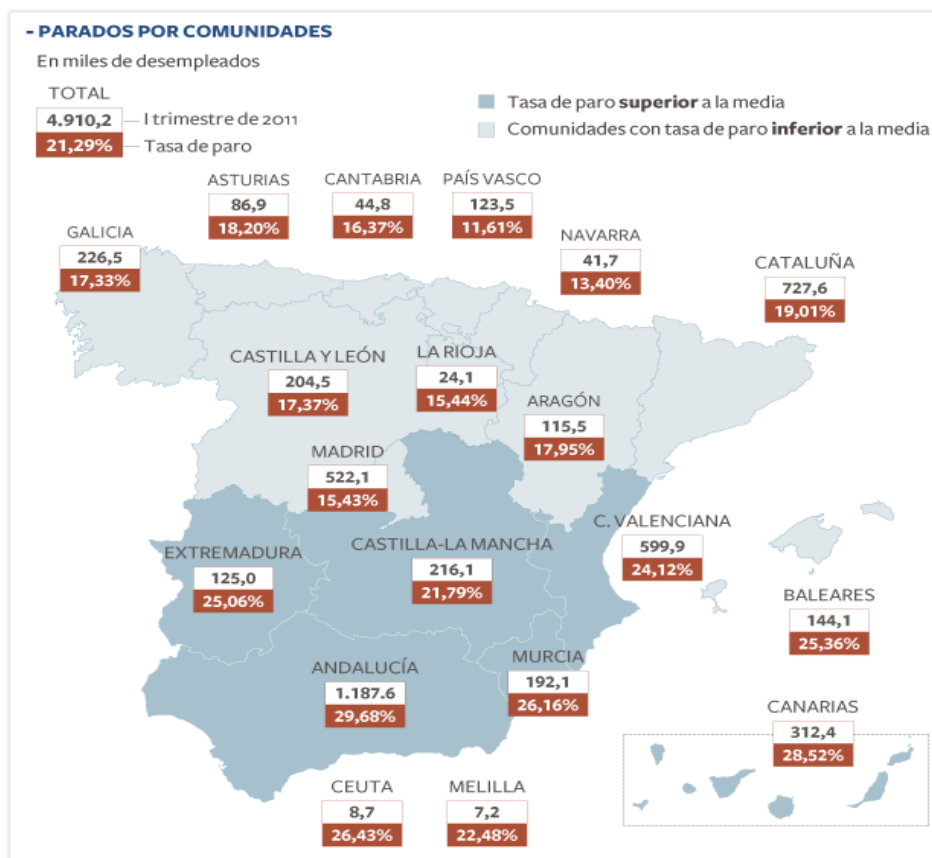 - PARADOS POR COMUNIDADES
En miles de desempleados
TOTAL
4.910,2
I trimestre de 2011
21,29%
Tasa de paro
Tasa de paro superior a la media
Comunidades con tasa de paro inferior a la media
ASTURIAS
86,9
18,20%
CANTABRIA
44,8
16,37%
PAÍS VASCO
123,5
11,61%
GALICIA
226,5
17,33%
NAVARRA
41,7
13,40%
CATALUÑA
727,6
19,01%
CASTILLA Y LEÓN
204,5
17,37%
LA RIOJA
24,1
15,44%
ARAGÓN
115,5
17,95%
MADRID
522,1
15,43%
C. VALENCIANA
599,9
24,12%
EXTREMADURA
125,0
25,06%
CASTILLA-LA MANCHA
216,1
21,79%
BALEARES
144,1
25,36%
ANDALUCÍA
1.187.6
29,68%
MURCIA
192,1
26,16%
CANARIAS
312,4
28,52%
CEUTA
8,7
26,43%
MELILLA
7,2
22,48%